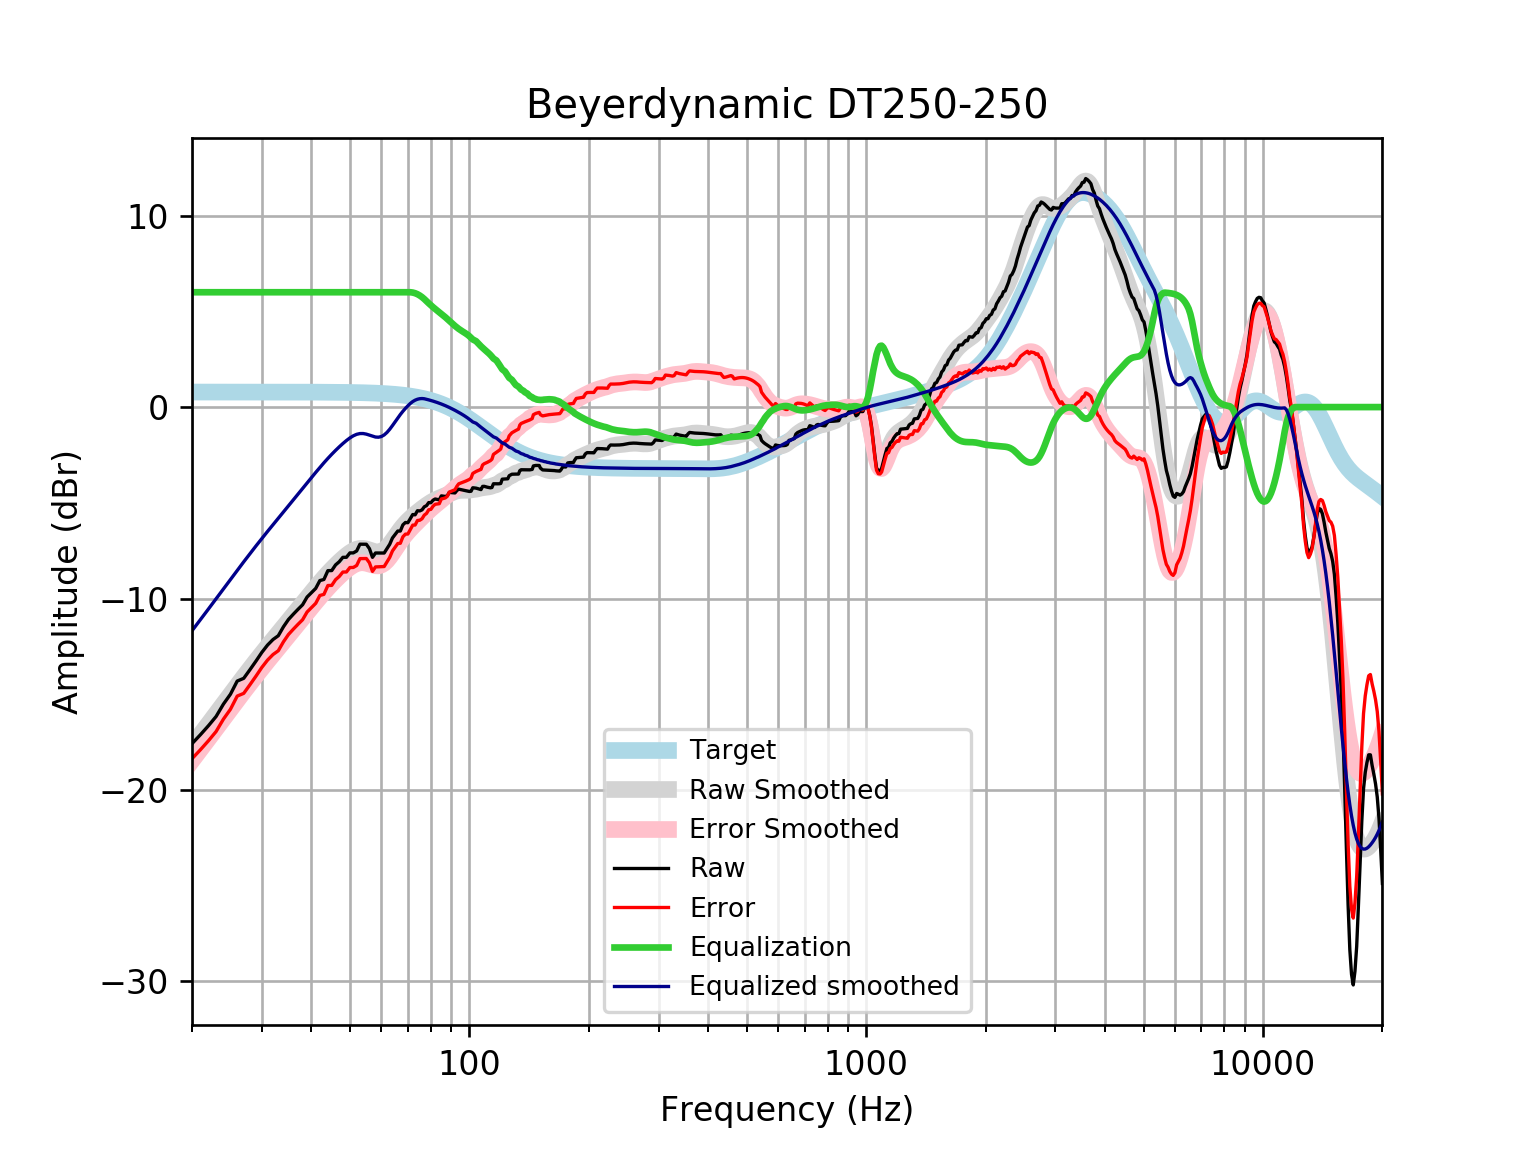 Beyerdynamic DT250-250
Amplitude (dBr)
10
0
−10
−20
−30
Target
Raw Smoothed
Error Smoothed
Raw
Error
Equalization
Equalized smoothed
100
1000
10000
Frequency (Hz)